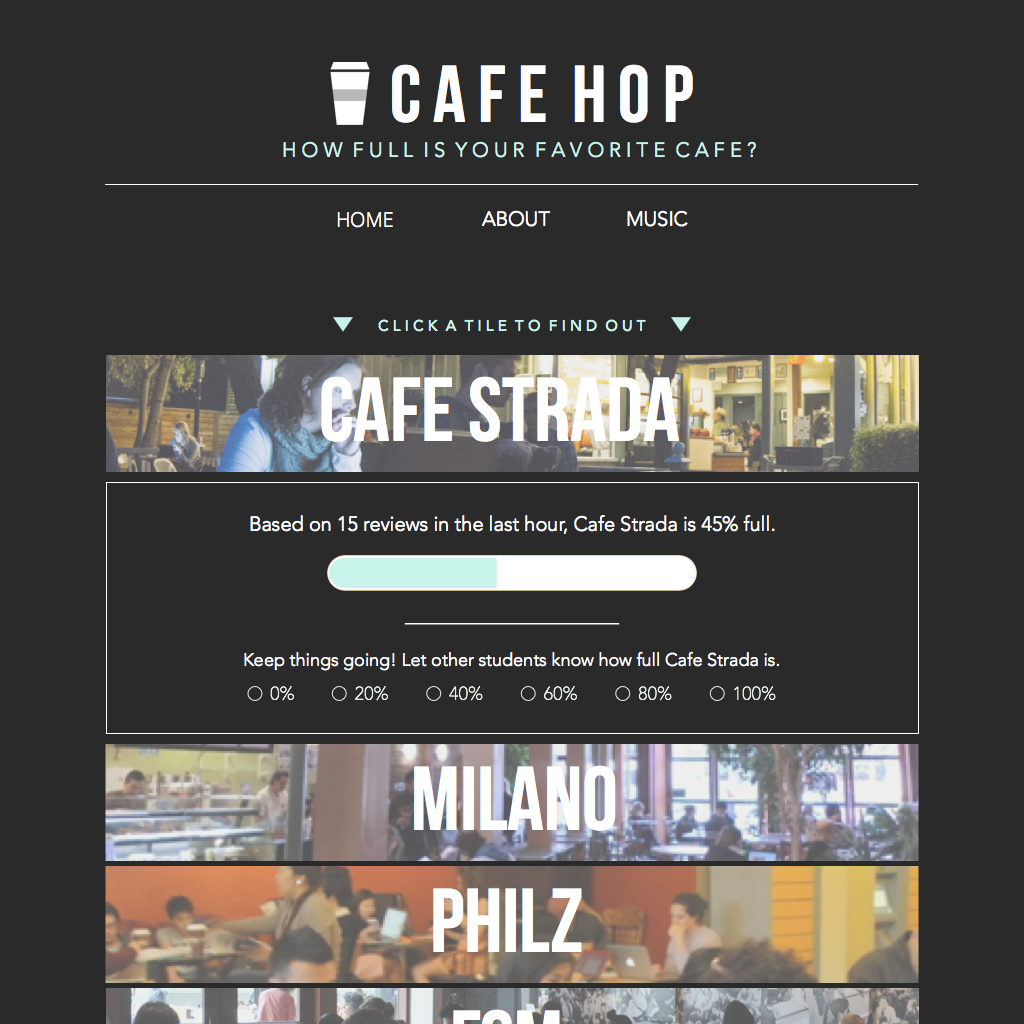 CAFE HOP
HOW FULL IS YOUR FAVORITE CAFE?
HOME ABOUT MUSIC
CLICK A TILE TO FIND OUT
CAFE STRADA
Based on 15 reviews in the last hour, Cafe Strada is 45% full.
Keep things going! Let other students know how full Cafe Strada is.
0% 20% 40% 60% 80% 100%
MILANO
PHILZ
FSM